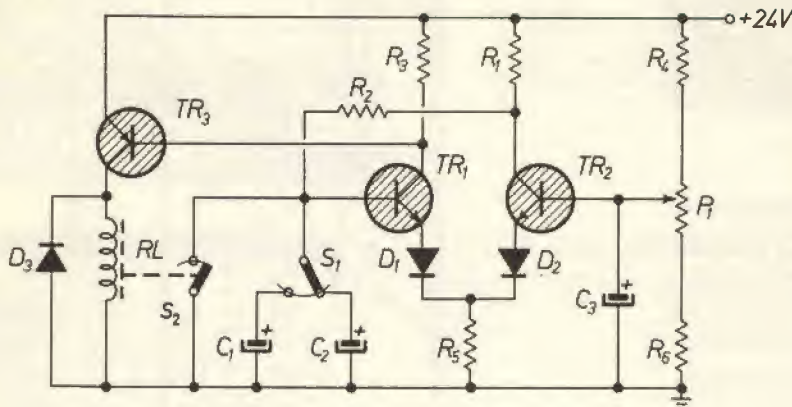 +24V
R3
R1
R4
R2
TR3
TR1
TR2
P1
D3
RL
S2
S1
D1
D2
C3
C1
+
C2
+
+
R5
R6